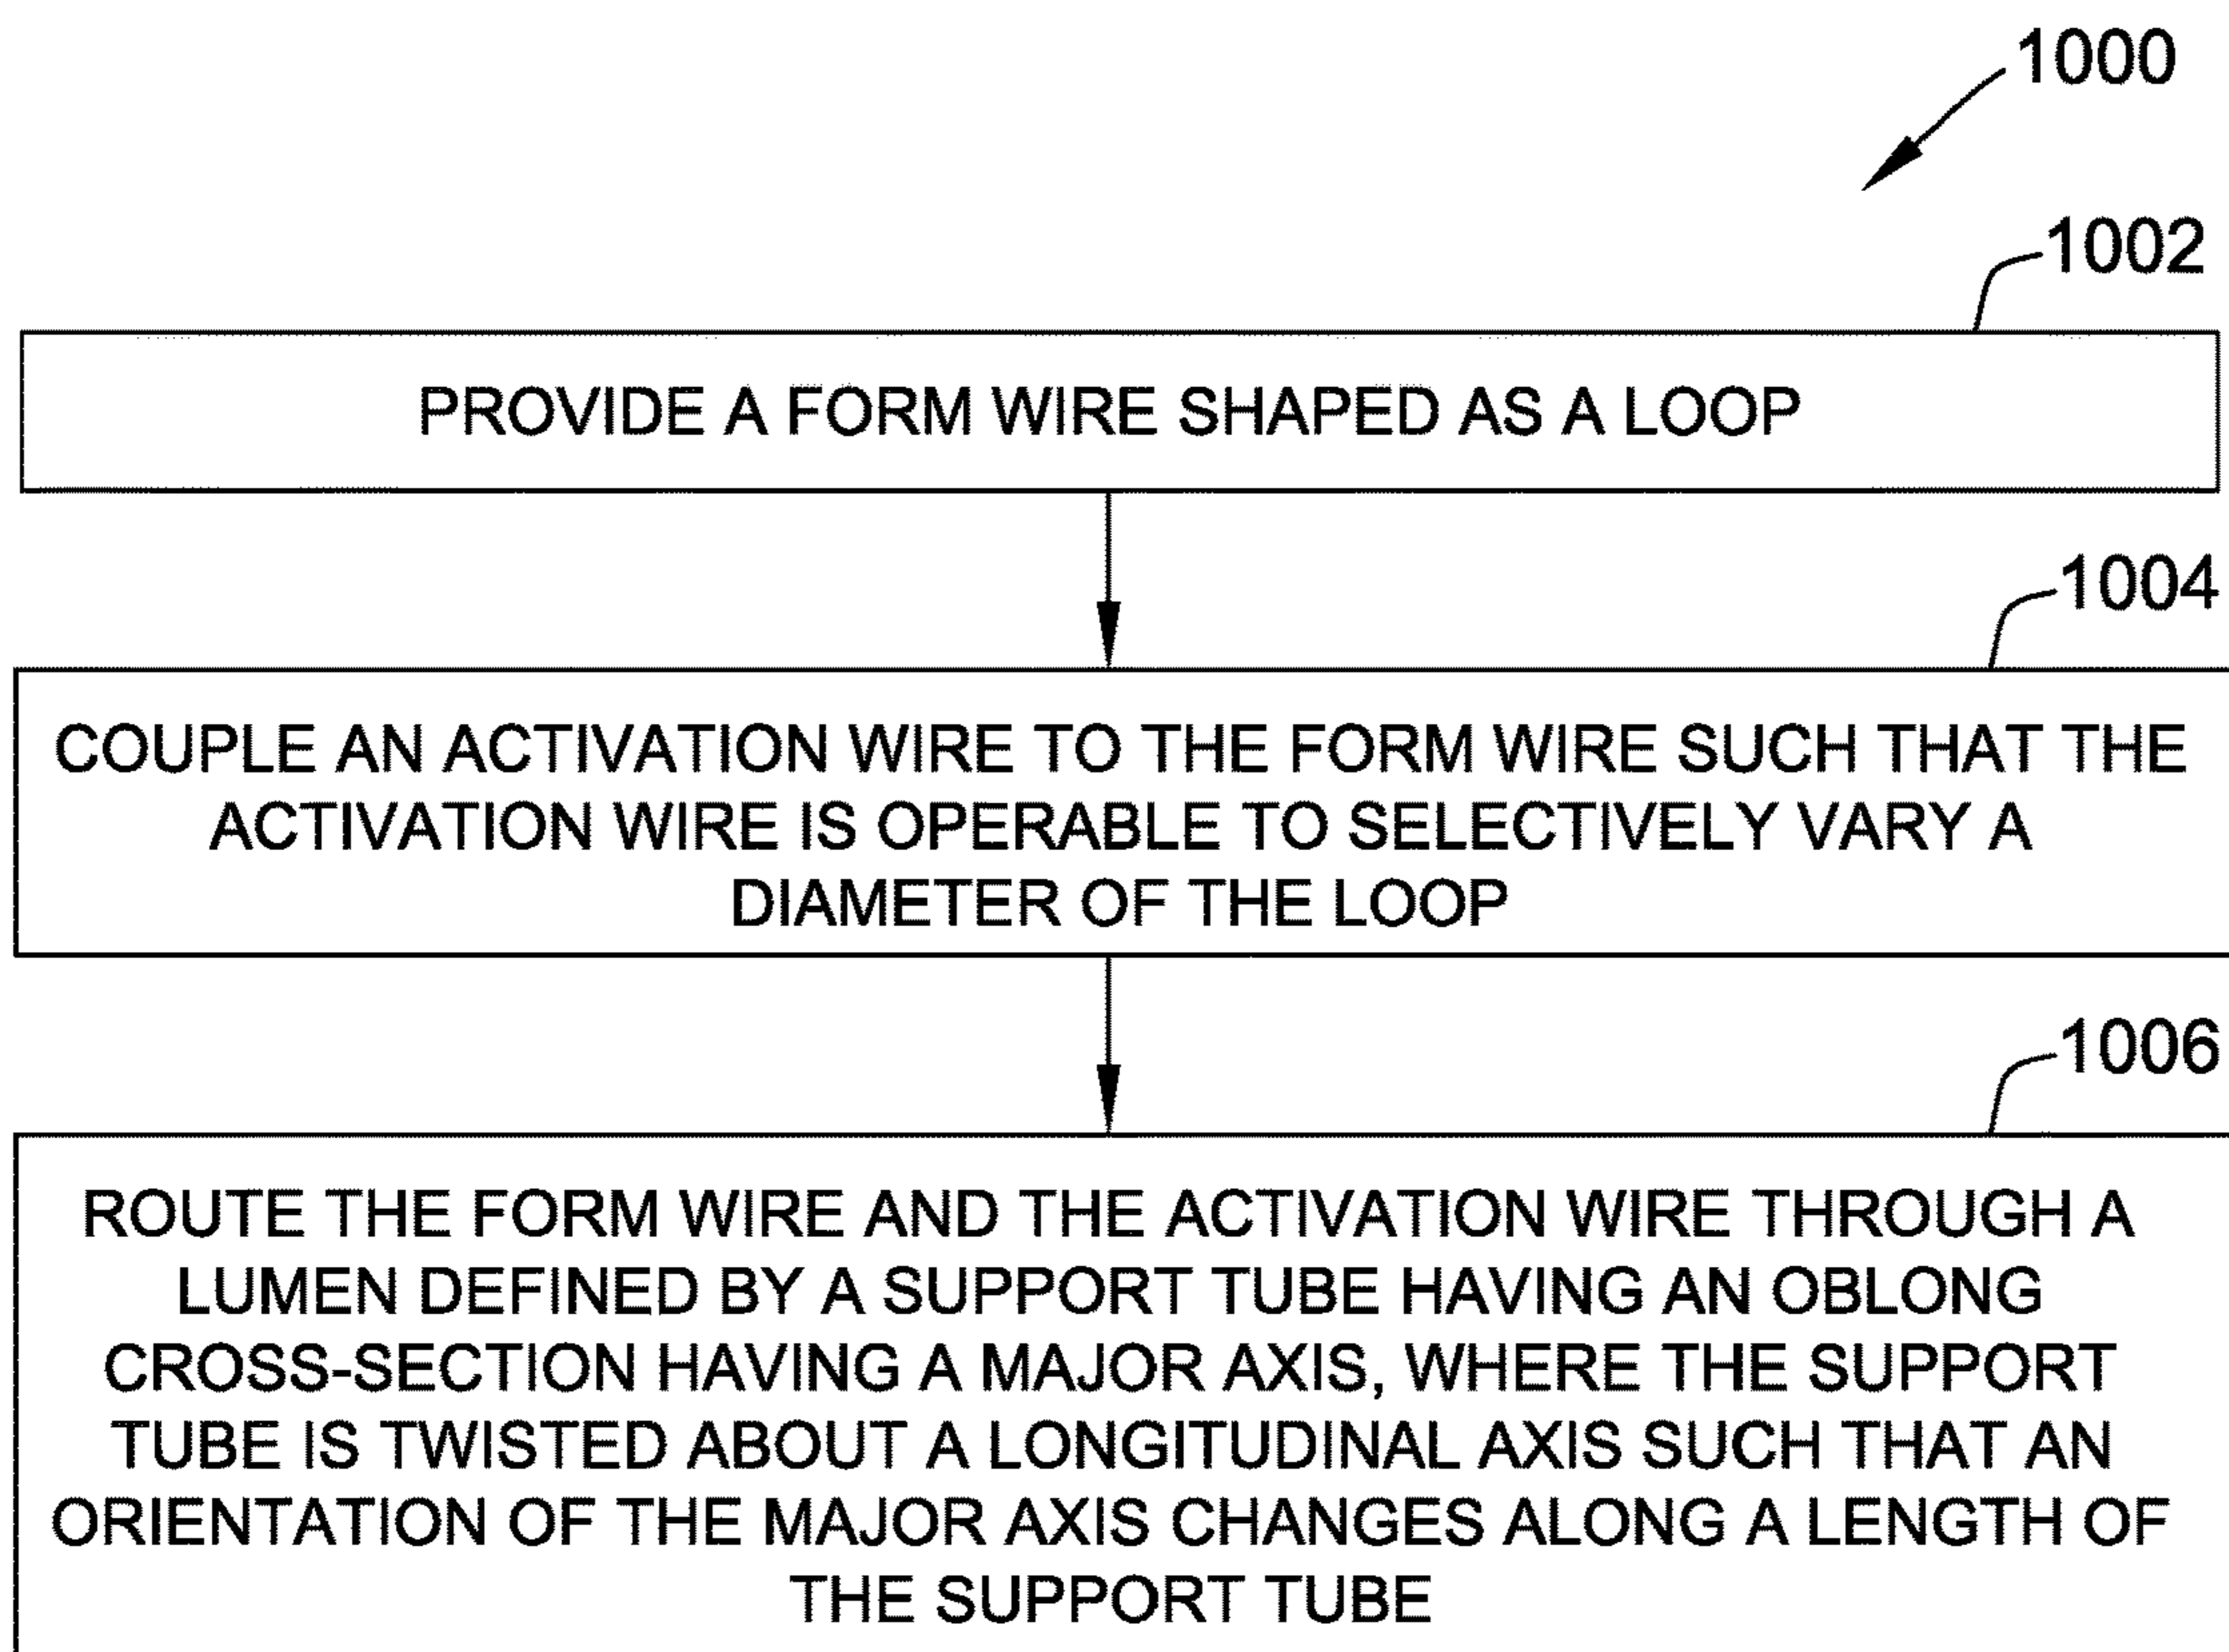 1000
1002
PROVIDE A FORM WIRE SHAPED AS A LOOP
1004
COUPLE AN ACTIVATION WIRE TO THE FORM WIRE SUCH THAT THE
ACTIVATION WIRE IS OPERABLE TO SELECTIVELY VARY A
DIAMETER OF THE LOOP
1006
ROUTE THE FORM WIRE AND THE ACTIVATION WIRE THROUGH A
LUMEN DEFINED BY A SUPPORT TUBE HAVING AN OBLONG
CROSS-SECTION HAVING A MAJOR AXIS, WHERE THE SUPPORT
TUBE IS TWISTED ABOUT A LONGITUDINAL AXIS SUCH THAT AN
ORIENTATION OF THE MAJOR AXIS CHANGES ALONG A LENGTH OF
THE SUPPORT TUBE